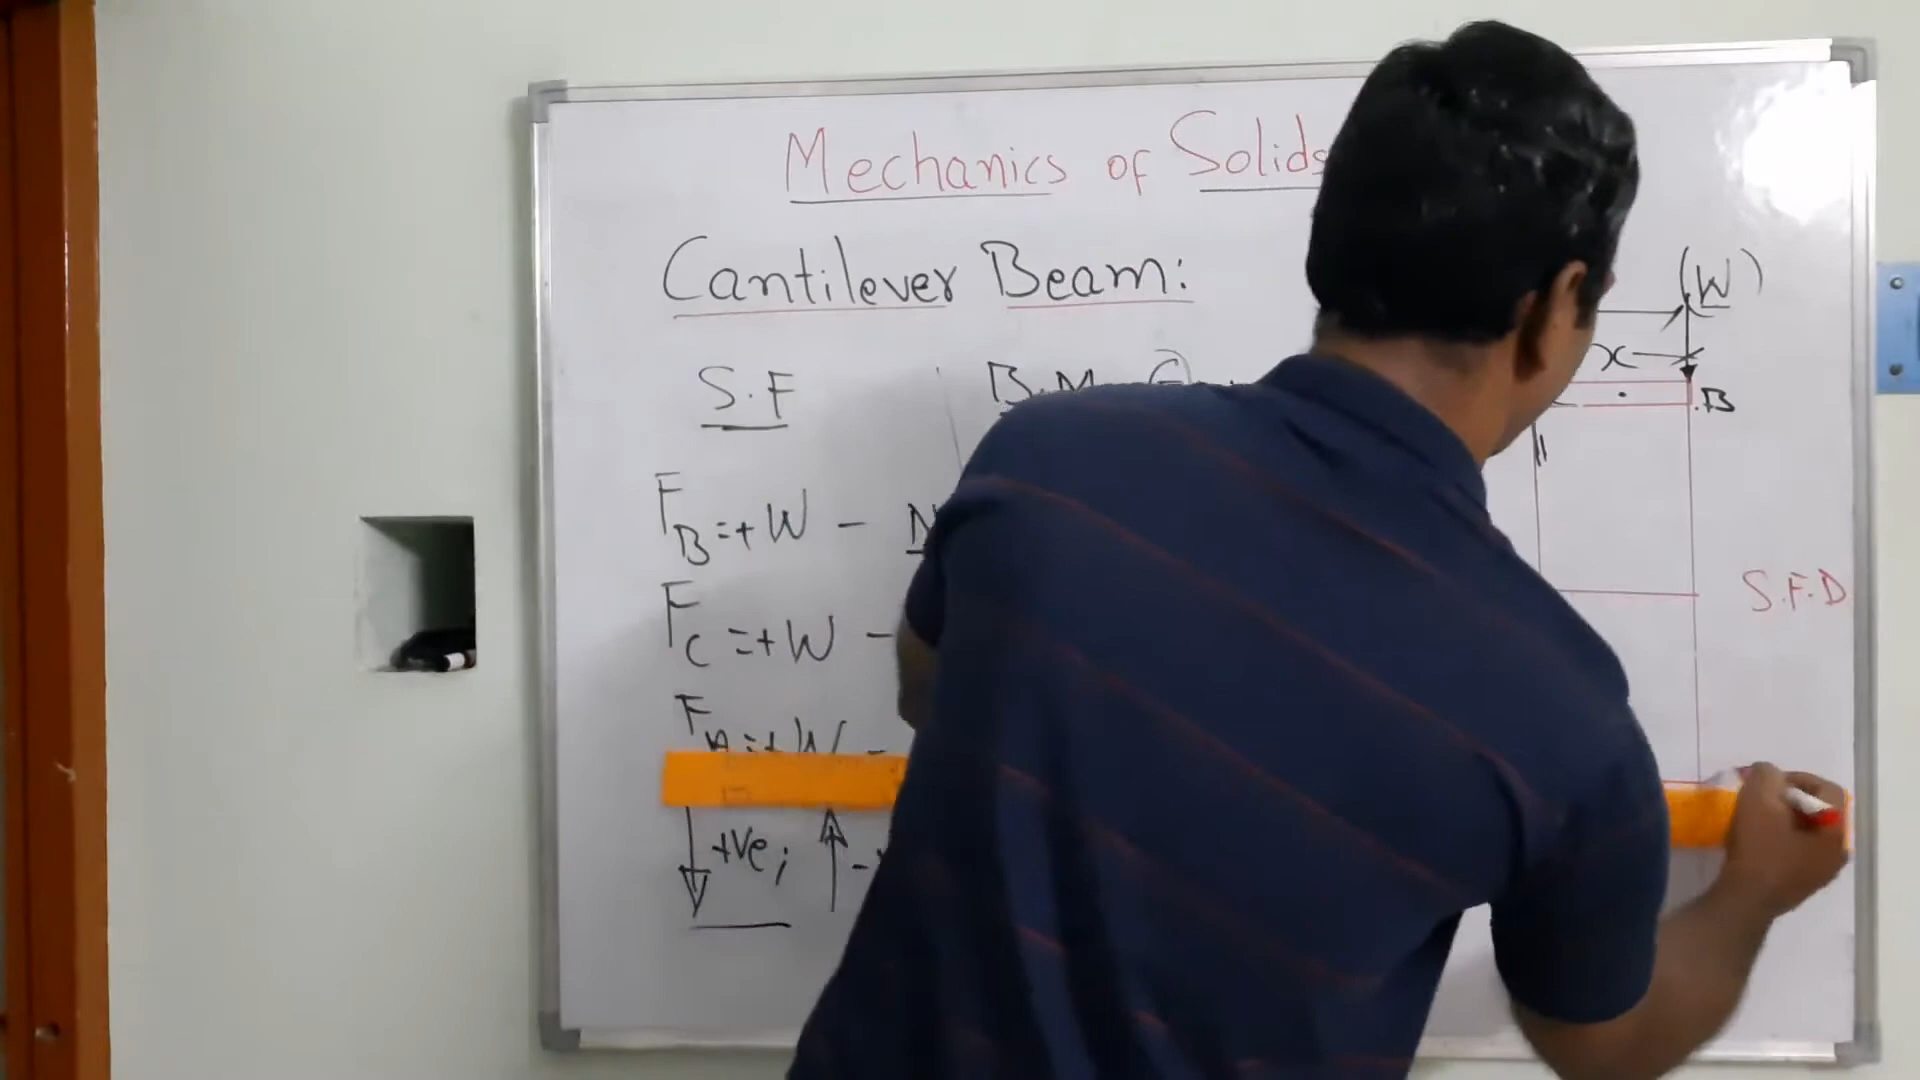 Mechanics of Solids
Cantilever Beam:
(W)
x
S.F
B.M
.B
F_B = +W - N
S.F.D
F_C = +W -
F_A = +W -
+ve; -v